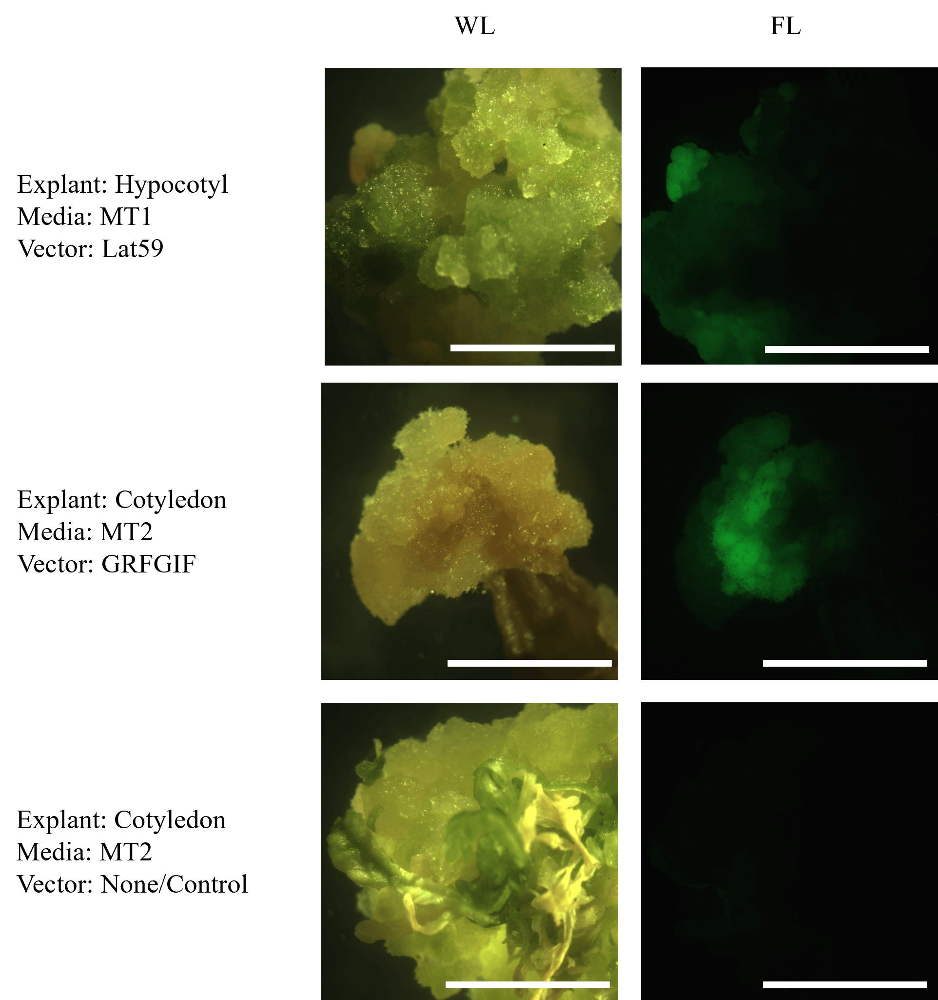 WL
FL
Explant: Hypocotyl
Media: MT1
Vector: Lat59
Explant: Cotyledon
Media: MT2
Vector: GRFGIF
Explant: Cotyledon
Media: MT2
Vector: None/Control